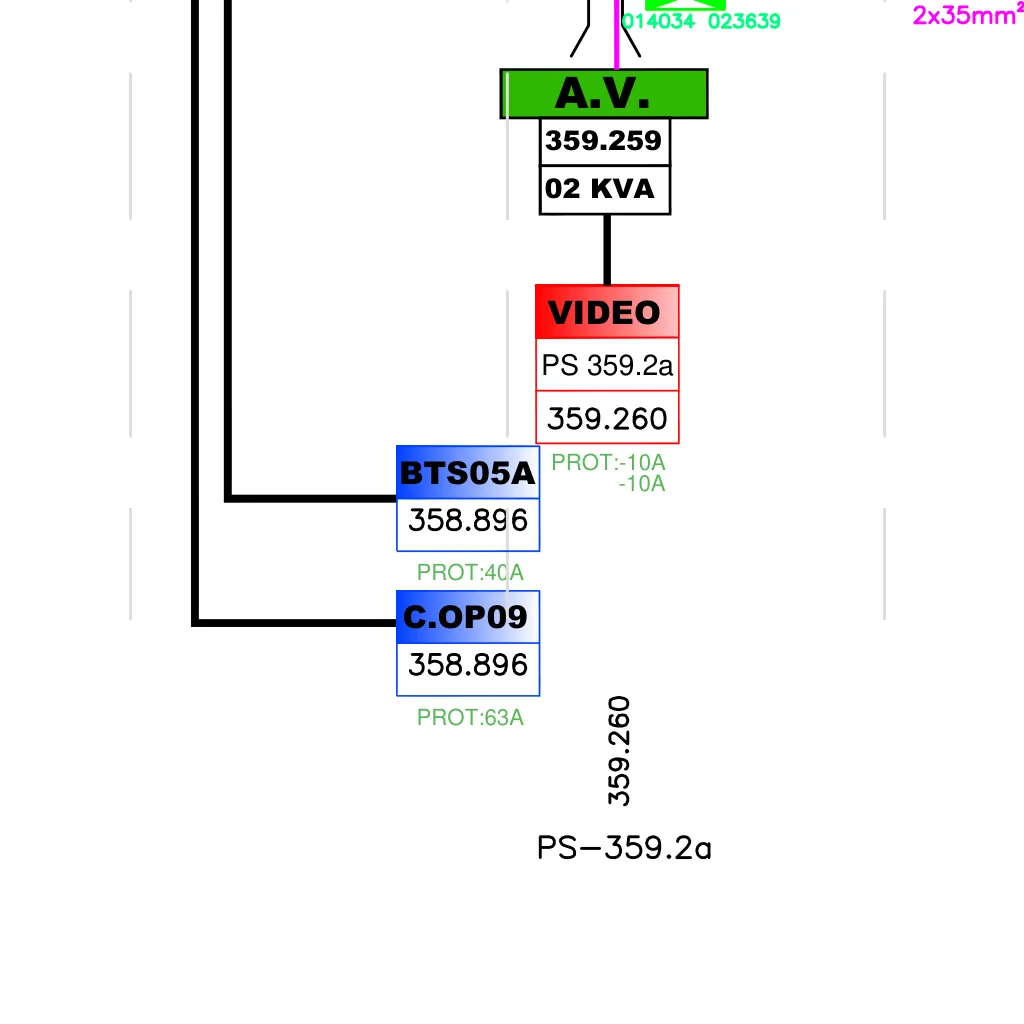 014034 023639
2x35mm²
A.V.
359.259
02 KVA
VIDEO
PS 359.2a
359.260
PROT:-10A
-10A
BTS05A
358.896
PROT:40A
C.OP09
358.896
PROT:63A
359.260
PS-359.2a